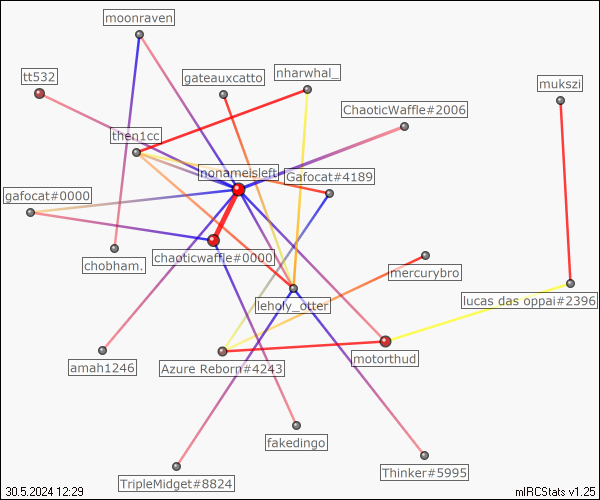 moonraven
tt532
gateauxcatto
nharwhal_
mukszi
ChaoticWaffle#2006
then1cc
nonameisleft
Gafocat#4189
gafocat#0000
chaoticwaffle#0000
chobham.
mercurybro
leholy_otter
lucas das oppai#2396
amah1246
Azure Reborn#4243
motorthud
fakedingo
TripleMidget#8824
Thinker#5995
30.5.2024 12:29
mIRCStats v1.25